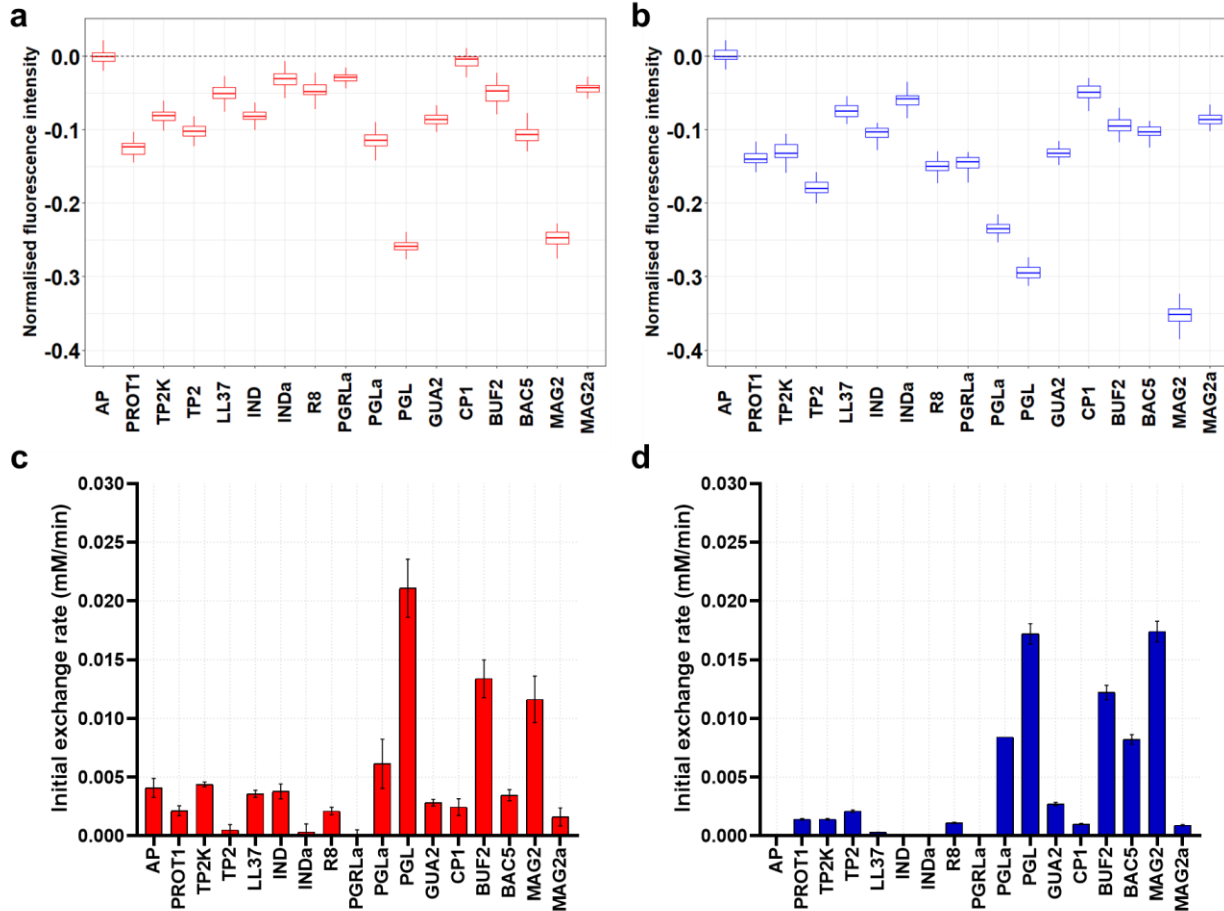 a
Normalised fluorescence intensity
0.0
-0.1
-0.2
-0.3
-0.4
AP
PROT1
TP2K
TP2
LL37
IND
INDa
R8
PGRLa
PGLa
PGL
GUA2
CP1
BUF2
BAC5
MAG2
MAG2a
b
Normalised fluorescence intensity
0.0
-0.1
-0.2
-0.3
-0.4
AP
PROT1
TP2K
TP2
LL37
IND
INDa
R8
PGRLa
PGLa
PGL
GUA2
CP1
BUF2
BAC5
MAG2
MAG2a
c
Initial exchange rate (mM/min)
0.030
0.025
0.020
0.015
0.010
0.005
0.000
AP
PROT1
TP2K
TP2
LL37
IND
INDa
R8
PGRLa
PGLa
PGL
GUA2
CP1
BUF2
BAC5
MAG2
MAG2a
d
Initial exchange rate (mM/min)
0.030
0.025
0.020
0.015
0.010
0.005
0.000
AP
PROT1
TP2K
TP2
LL37
IND
INDa
R8
PGRLa
PGLa
PGL
GUA2
CP1
BUF2
BAC5
MAG2
MAG2a